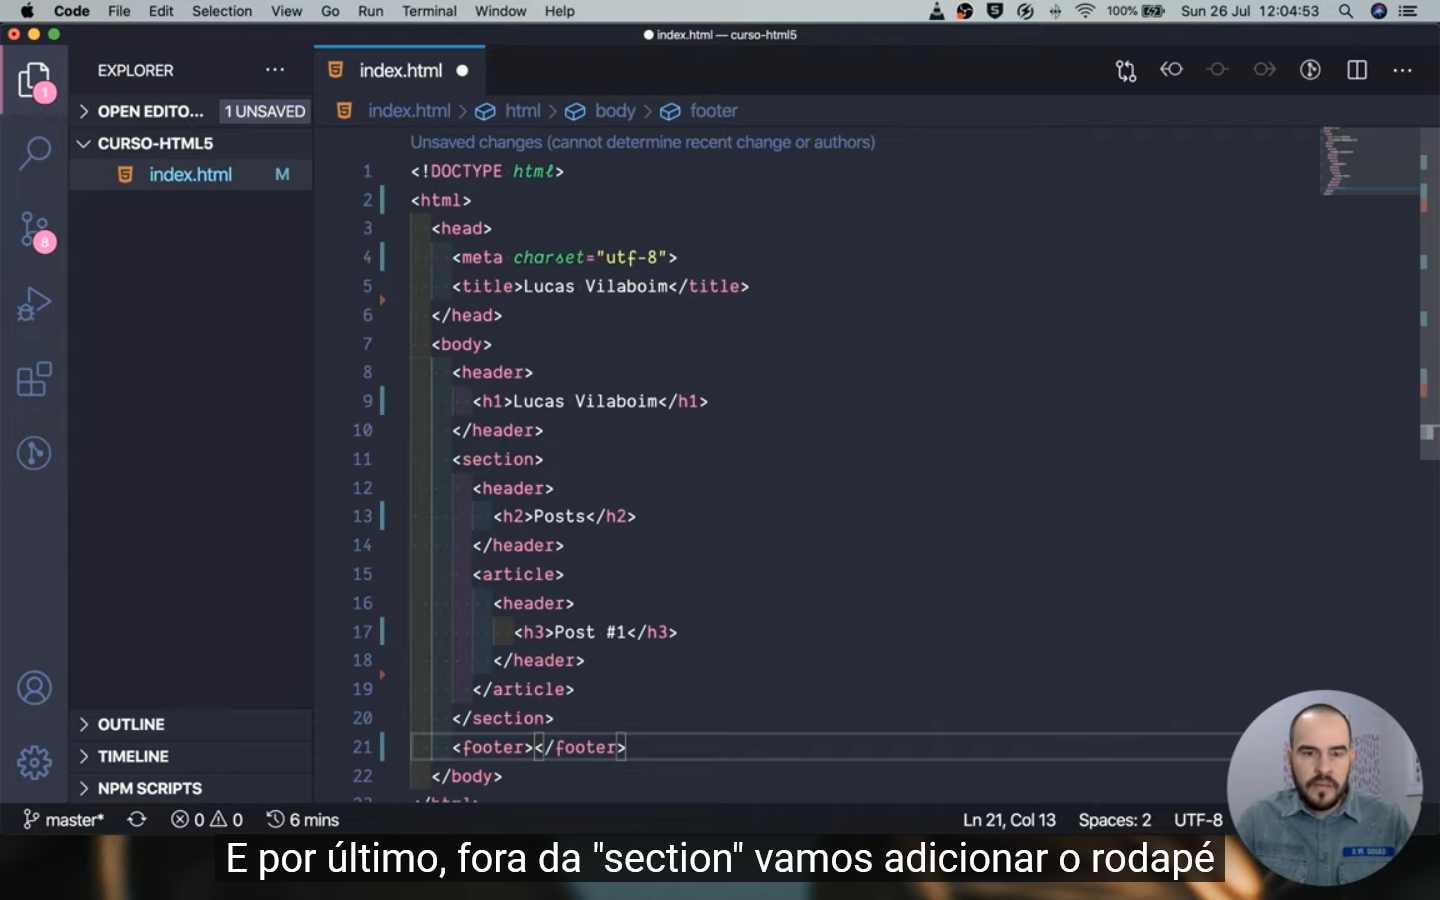 Code File Edit Selection View Go Run Terminal Window Help 100% Sun 26 Jul 12:04:53
index.html — curso-html5
EXPLORER
index.html
1
OPEN EDITO... 1 UNSAVED
CURSO-HTML5
index.html M
8
OUTLINE
TIMELINE
NPM SCRIPTS
index.html > html > body > footer
Unsaved changes (cannot determine recent change or authors)
1 <!DOCTYPE html>
2 <html>
3 <head>
4 <meta charset="utf-8">
5 <title>Lucas Vilaboim</title>
6 </head>
7 <body>
8 <header>
9 <h1>Lucas Vilaboim</h1>
10 </header>
11 <section>
12 <header>
13 <h2>Posts</h2>
14 </header>
15 <article>
16 <header>
17 <h3>Post #1</h3>
18 </header>
19 </article>
20 </section>
21 <footer></footer>
22 </body>
master* 0 0 6 mins Ln 21, Col 13 Spaces: 2 UTF-8
E por último, fora da "section" vamos adicionar o rodapé